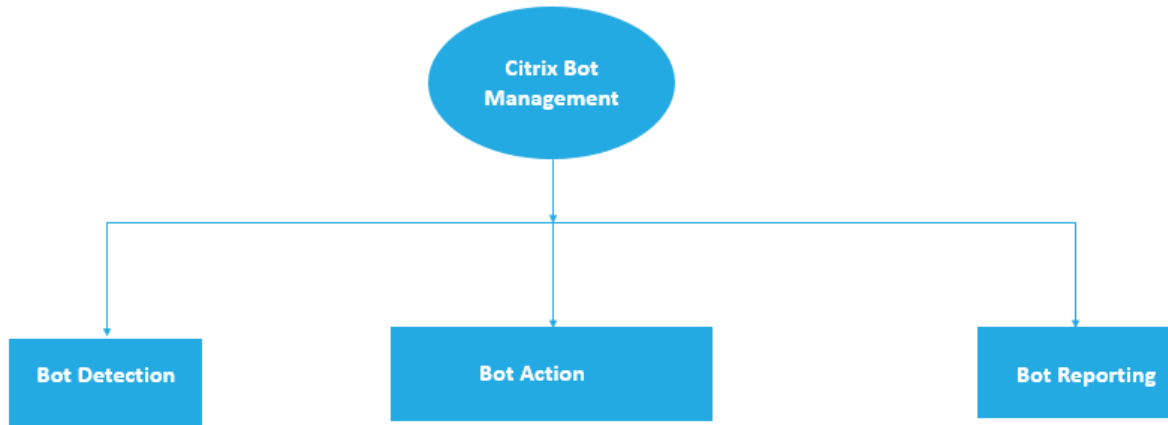 Citrix Bot
Management
Bot Detection
Bot Action
Bot Reporting